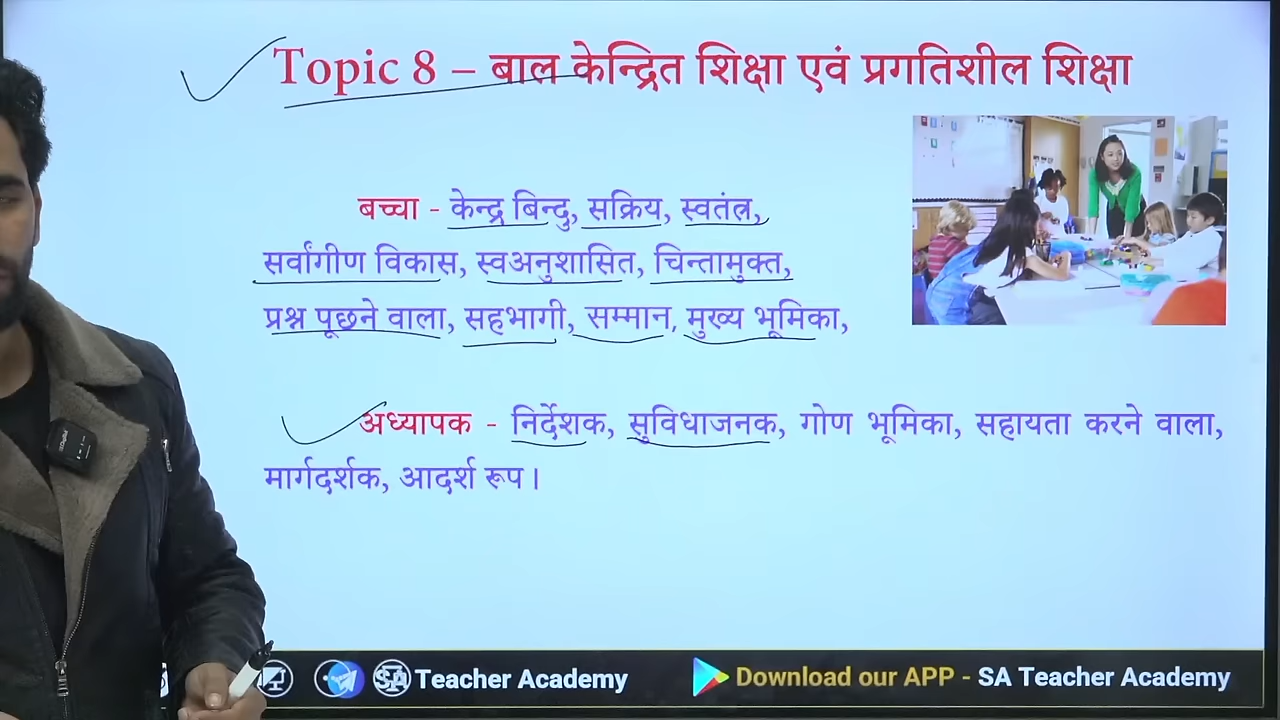 Topic 8 – बाल केन्द्रित शिक्षा एवं प्रगतिशील शिक्षा
बच्चा - केन्द्र बिन्दु, सक्रिय, स्वतंत्र,
सर्वांगीण विकास, स्वअनुशासित, चिन्तामुक्त,
प्रश्न पूछने वाला, सहभागी, सम्मान, मुख्य भूमिका,
अध्यापक - निर्देशक, सुविधाजनक, गोण भूमिका, सहायता करने वाला,
मार्गदर्शक, आदर्श रूप।
SA Teacher Academy
Download our APP - SA Teacher Academy